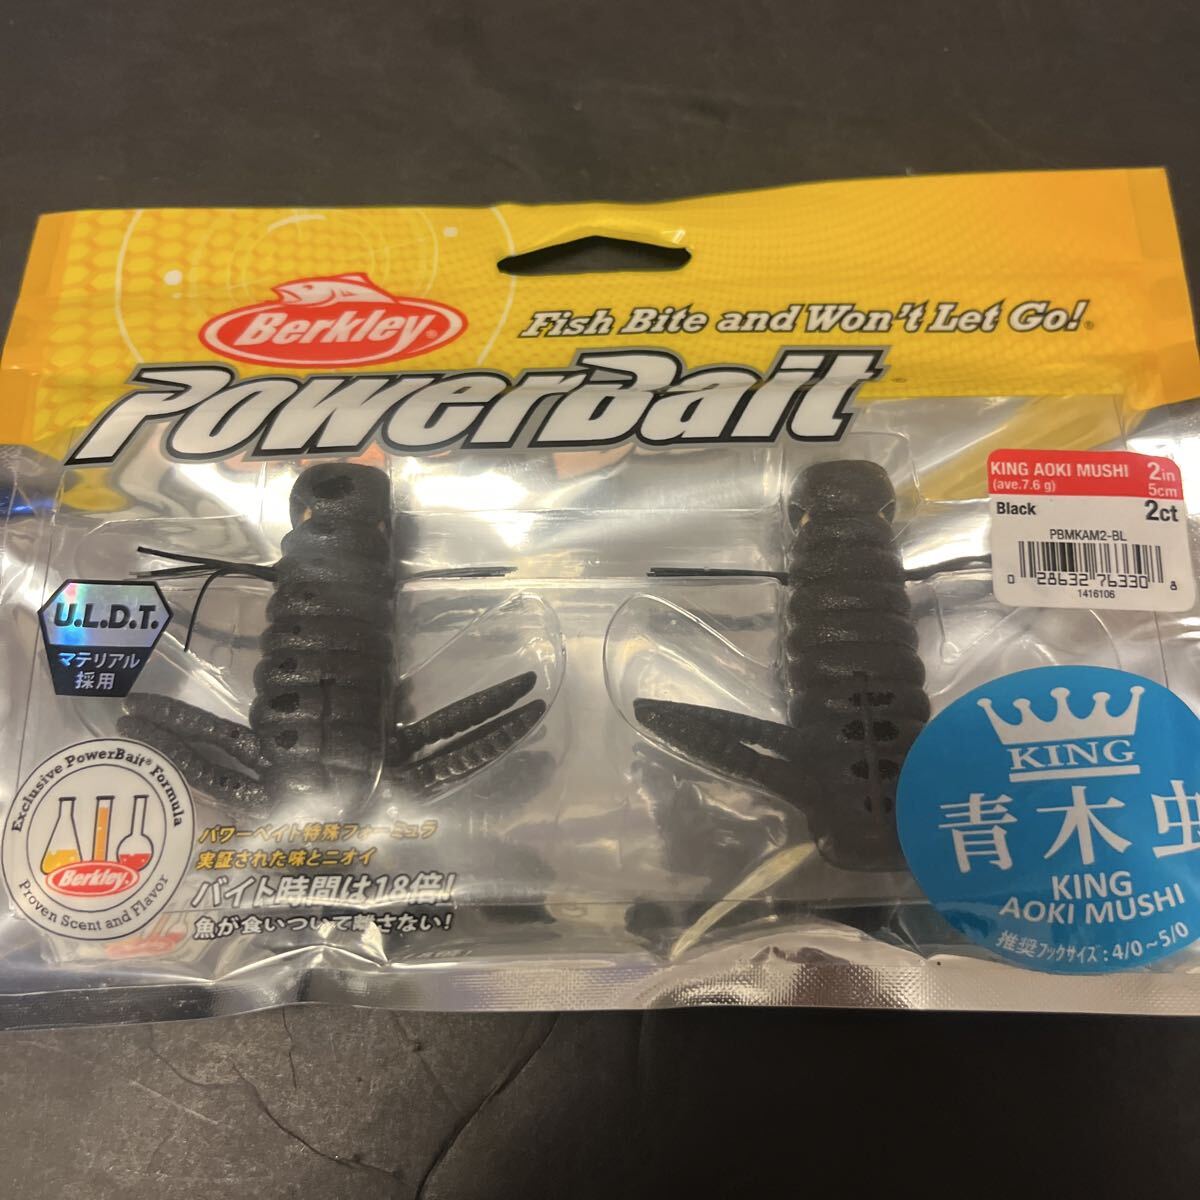 Berkley®
Fish Bite and Won't Let Go!®
PowerBait
KING AOKI MUSHI 2in
(ave.7.6 g) 5cm
Black 2ct
PBMKAM2-BL
0 28632 76330 8
1416106
U.L.D.T.
マテリアル
採用
Exclusive PowerBait® Formula
Berkley
Proven Scent and Flavor
パワーベイト特殊フォーミュラ
実証された味とニオイ
バイト時間は18倍!
魚が食いついて離さない!
KING
青木虫
KING
AOKI MUSHI
推奨フックサイズ:4/0～5/0